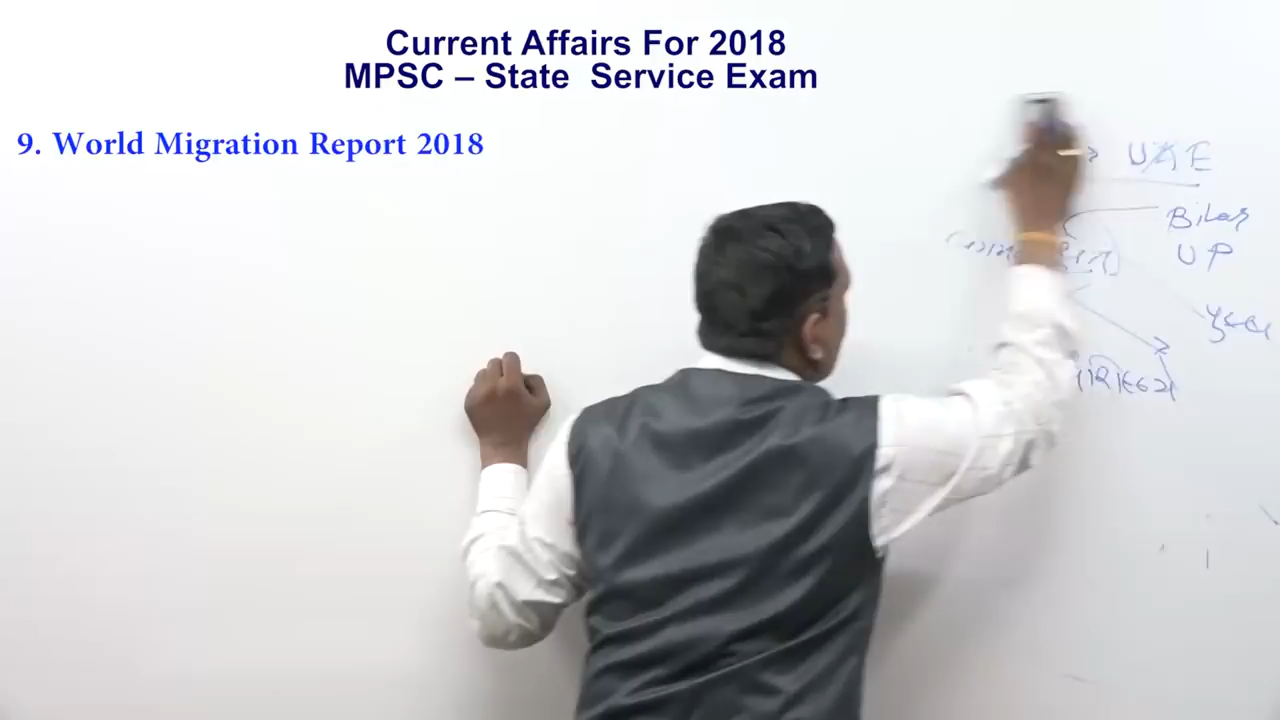 Current Affairs For 2018
MPSC – State Service Exam
9. World Migration Report 2018
UAE
Bihar
UP